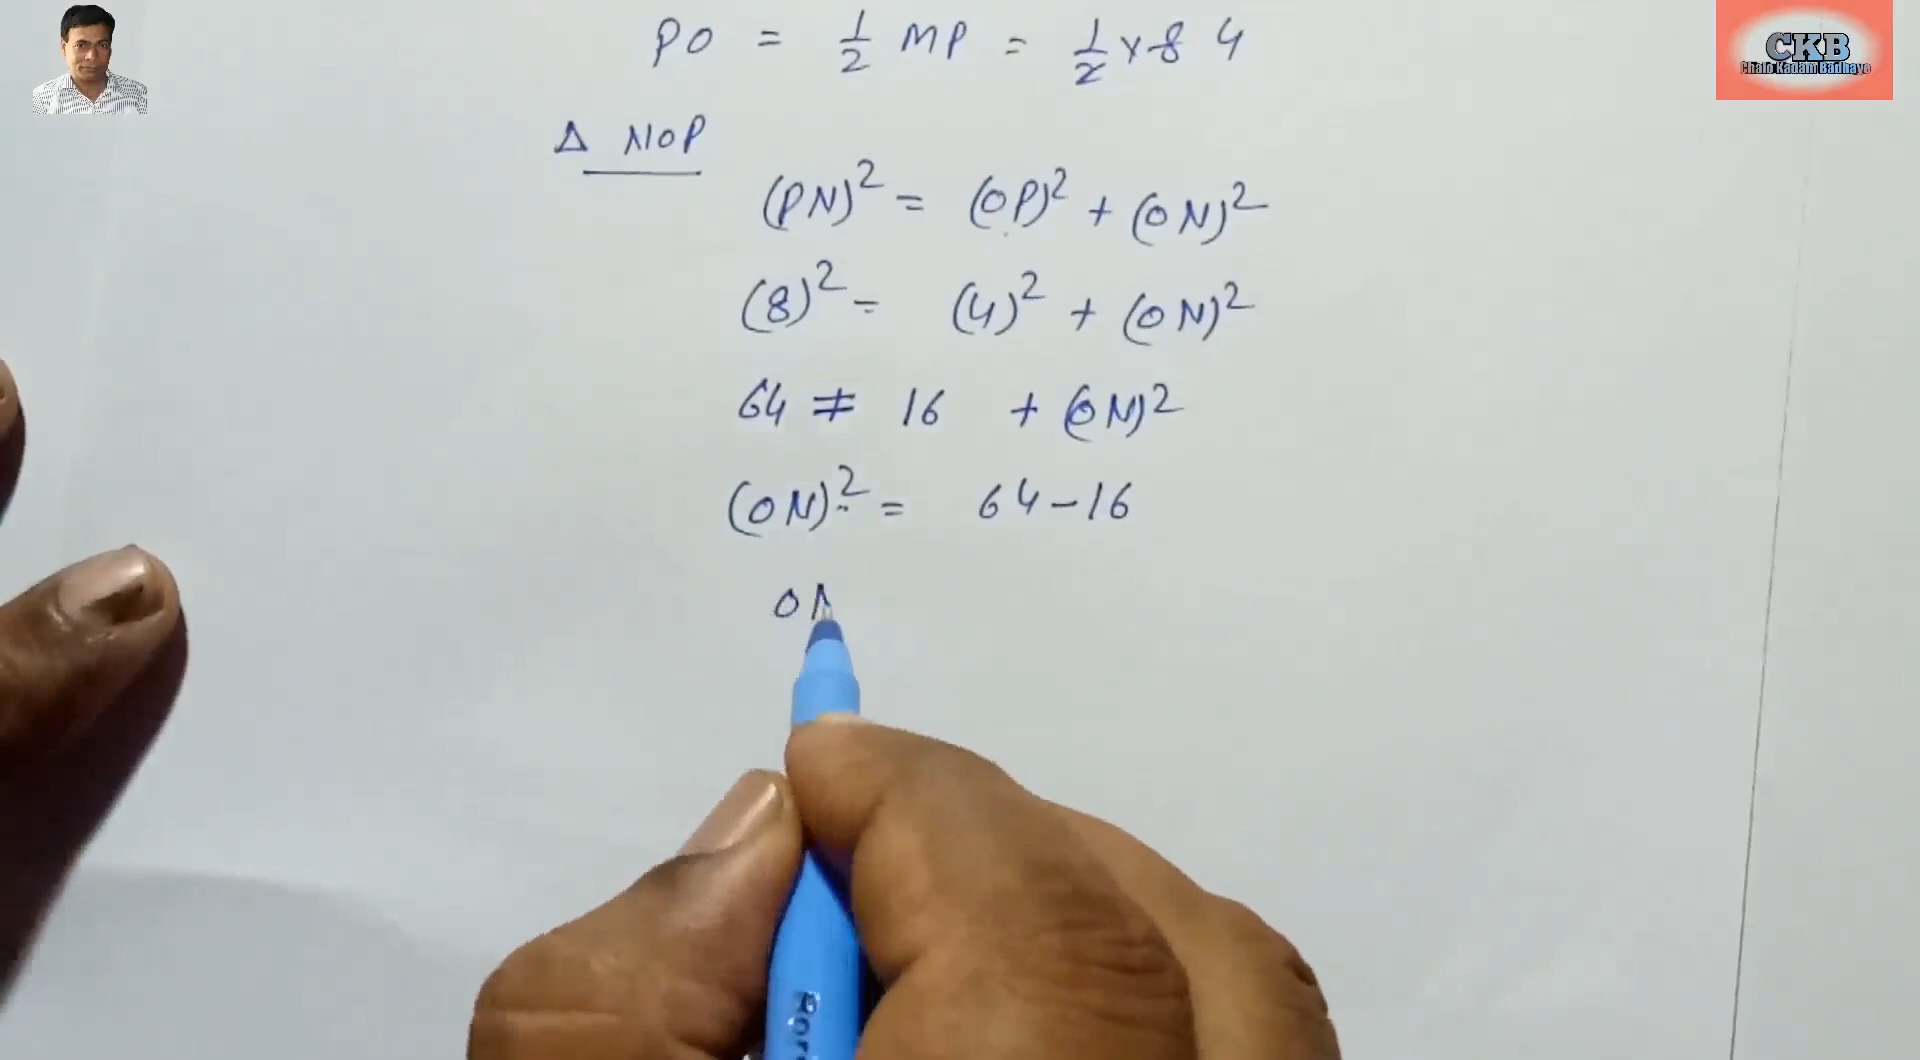 PO = 1/2 MP = 1/2 × 8 4
CKB
Chalo Kadam Badhaye
Δ NOP
(PN)² = (OP)² + (ON)²
(8)² = (4)² + (ON)²
64 ≠ 16 + (ON)²
(ON)² = 64 - 16
ON